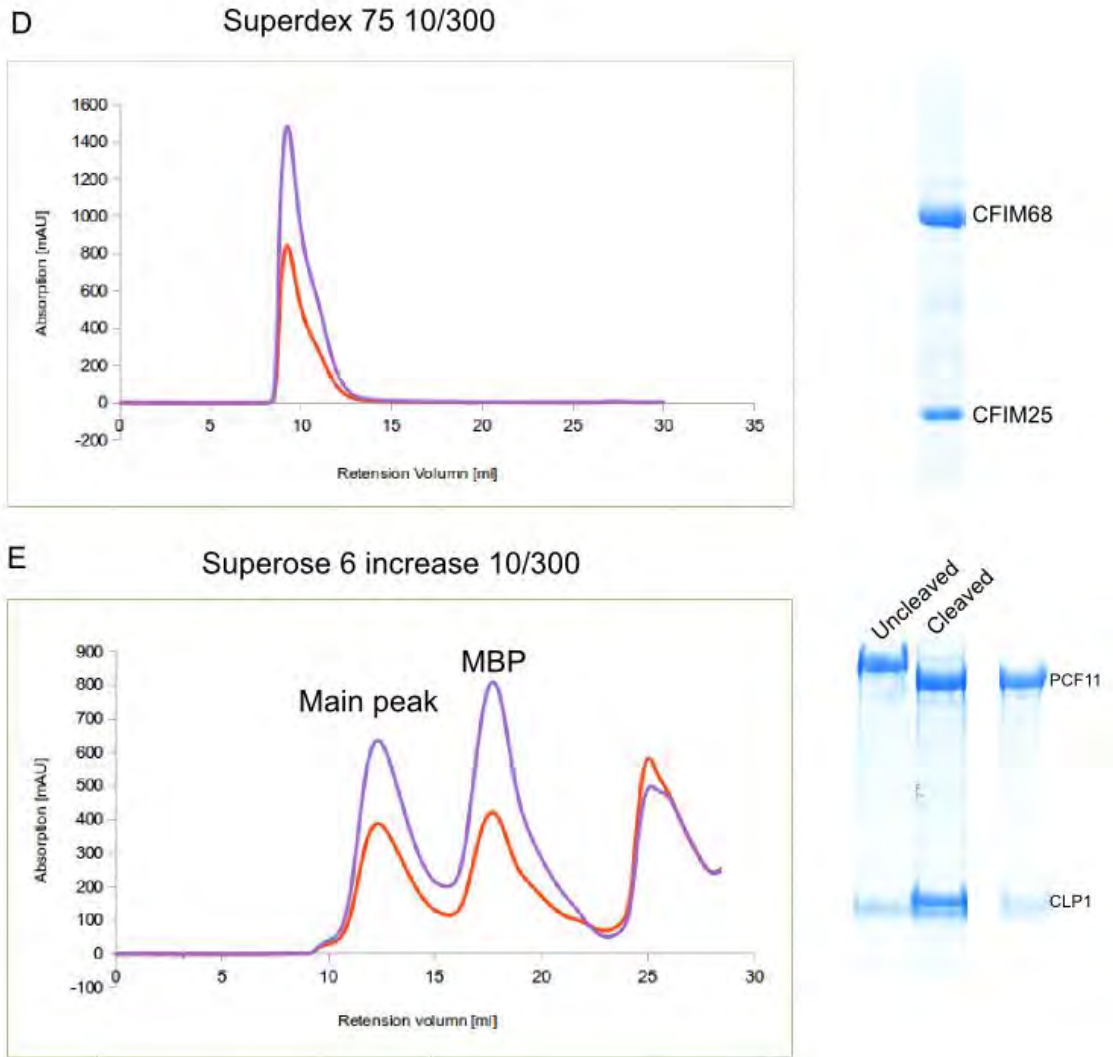 D
Superdex 75 10/300
1600
1400
1200
1000
800
600
400
200
0
-200
Absorption [mAU]
0 5 10 15 20 25 30 35
Retension Volumn [ml]
CFIM68
CFIM25
E
Superose 6 increase 10/300
900
800
700
600
500
400
300
200
100
0
-100
Absorption [mAU]
Main peak
MBP
0 5 10 15 20 25 30
Retension volumn [ml]
Uncleaved
Cleaved
PCF11
CLP1